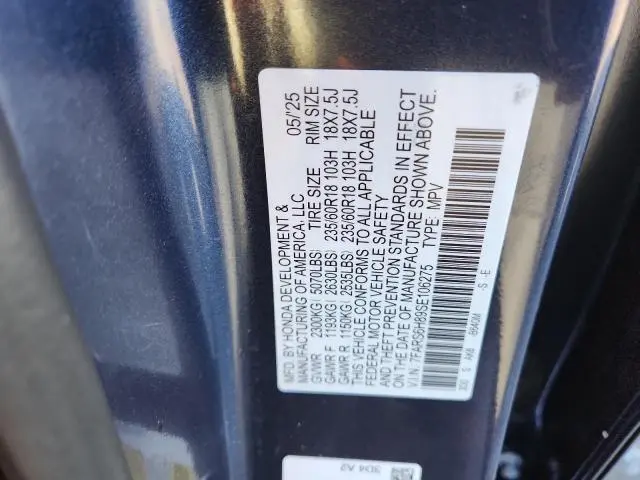 MFD. BY HONDA DEVELOPMENT & 05/'25
MANUFACTURING OF AMERICA, LLC
TIRE SIZE RIM SIZE
GVWR 2300KG( 5070LBS)
GAWR F 1193KG( 2630LBS) 235/60R18 103H 18X7.5J
GAWR R 1150KG( 2535LBS) 235/60R18 103H 18X7.5J
THIS VEHICLE CONFORMS TO ALL APPLICABLE
FEDERAL MOTOR VEHICLE SAFETY
AND THEFT PREVENTION STANDARDS IN EFFECT
ON THE DATE OF MANUFACTURE SHOWN ABOVE.
V.I.N: 7FARS6H89SE106275 TYPE: MPV
S -E